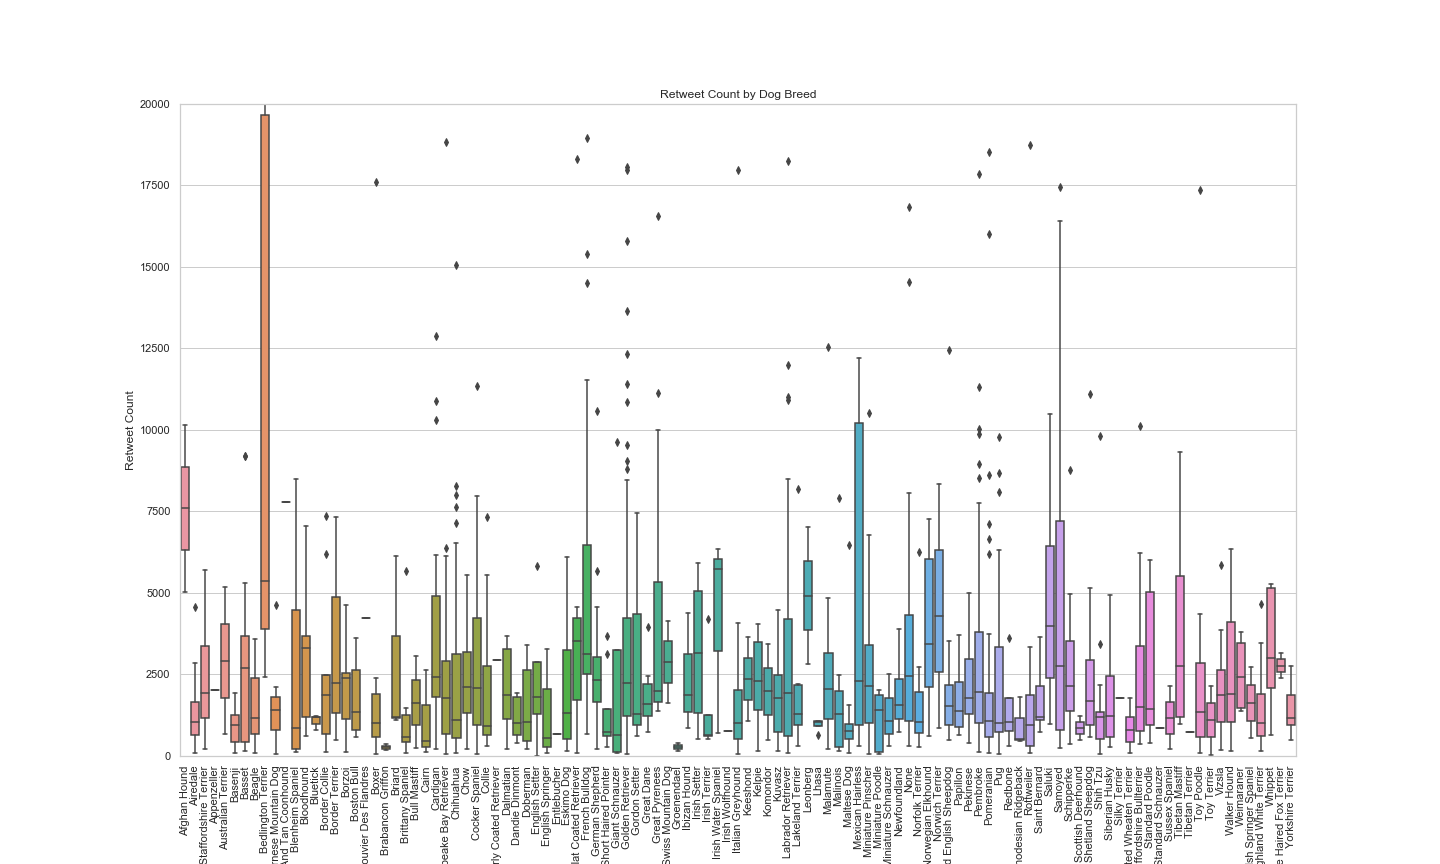 Retweet Count by Dog Breed
Retweet Count
20000
17500
15000
12500
10000
7500
5000
2500
0
Afghan Hound
Airedale
Staffordshire Terrier
Appenzeller
Australian Terrier
Basenji
Basset
Beagle
Bedlington Terrier
rnese Mountain Dog
And Tan Coonhound
Blenheim Spaniel
Bloodhound
Bluetick
Border Collie
Border Terrier
Borzoi
Boston Bull
ouvier Des Flandres
Boxer
Brabancon Griffon
Briard
Brittany Spaniel
Bull Mastiff
Cairn
Cardigan
peake Bay Retriever
Chihuahua
Chow
Cocker Spaniel
Collie
rly Coated Retriever
Dalmatian
Dandie Dinmont
Doberman
English Setter
English Springer
Entlebucher
Eskimo Dog
lat Coated Retriever
French Bulldog
German Shepherd
Short Haired Pointer
Giant Schnauzer
Golden Retriever
Gordon Setter
Great Dane
Great Pyrenees
Swiss Mountain Dog
Groenendael
Ibizan Hound
Irish Setter
Irish Terrier
Irish Water Spaniel
Irish Wolfhound
Italian Greyhound
Keeshond
Kelpie
Komondor
Kuvasz
Labrador Retriever
Lakeland Terrier
Leonberg
Lhasa
Malamute
Malinois
Maltese Dog
Mexican Hairless
Miniature Pinscher
Miniature Poodle
Miniature Schnauzer
Newfoundland
None
Norfolk Terrier
Norwegian Elkhound
Norwich Terrier
d English Sheepdog
Papillon
Pekinese
Pembroke
Pomeranian
Pug
Redbone
hodesian Ridgeback
Rottweiler
Saint Bernard
Saluki
Samoyed
Schipperke
Scottish Deerhound
Shetland Sheepdog
Shih Tzu
Siberian Husky
Silky Terrier
ted Wheaten Terrier
affordshire Bullterrier
Standard Poodle
Standard Schnauzer
Sussex Spaniel
Tibetan Mastiff
Tibetan Terrier
Toy Poodle
Toy Terrier
Vizsla
Walker Hound
Weimaraner
sh Springer Spaniel
ghland White Terrier
Whippet
e Haired Fox Terrier
Yorkshire Terrier